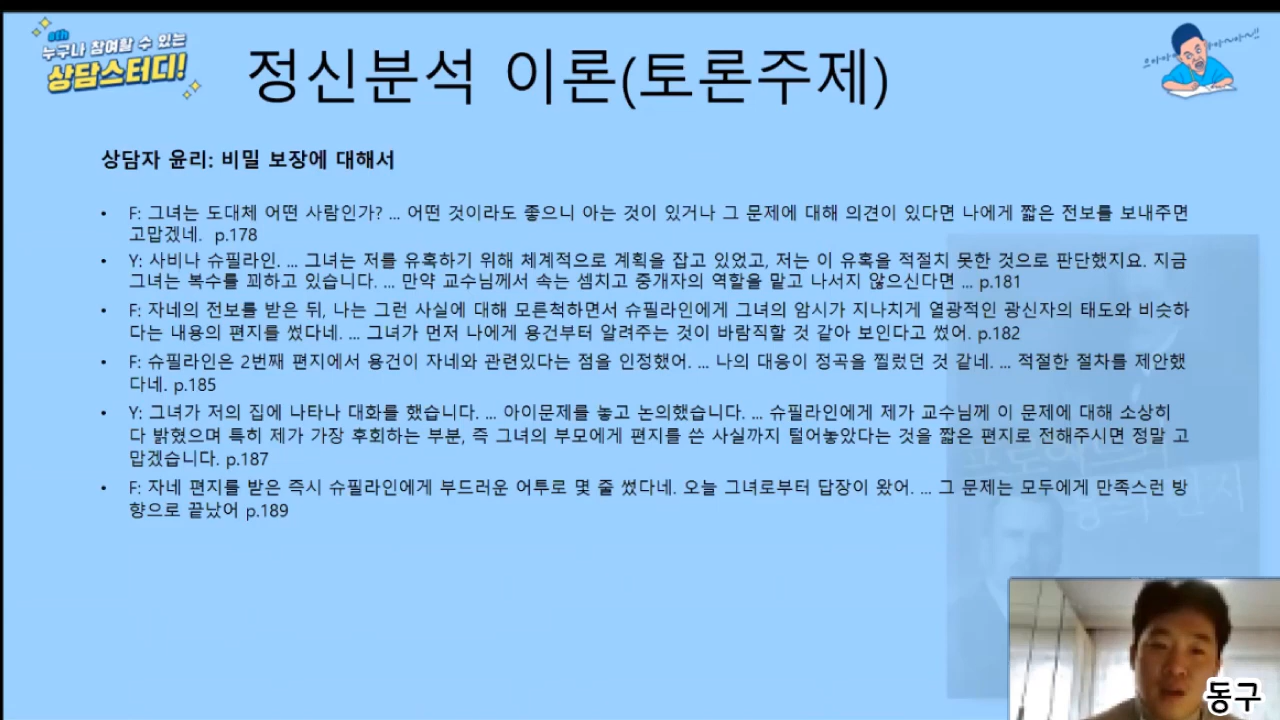 8th
누구나 참여할 수 있는
상담스터디!
정신분석 이론(토론주제)
상담자 윤리: 비밀 보장에 대해서
• F: 그녀는 도대체 어떤 사람인가? ... 어떤 것이라도 좋으니 아는 것이 있거나 그 문제에 대해 의견이 있다면 나에게 짧은 전보를 보내주면
고맙겠네. p.178
• Y: 사비나 슈필라인. ... 그녀는 저를 유혹하기 위해 체계적으로 계획을 잡고 있었고, 저는 이 유혹을 적절치 못한 것으로 판단했지요. 지금
그녀는 복수를 꾀하고 있습니다. ... 만약 교수님께서 속는 셈치고 중개자의 역할을 맡고 나서지 않으신다면 ... p.181
• F: 자네의 전보를 받은 뒤, 나는 그런 사실에 대해 모른척하면서 슈필라인에게 그녀의 암시가 지나치게 열광적인 광신자의 태도와 비슷하
다는 내용의 편지를 썼다네. ... 그녀가 먼저 나에게 용건부터 알려주는 것이 바람직할 것 같아 보인다고 썼어. p.182
• F: 슈필라인은 2번째 편지에서 용건이 자네와 관련있다는 점을 인정했어. ... 나의 대응이 정곡을 찔렀던 것 같네. ... 적절한 절차를 제안했
다네. p.185
• Y: 그녀가 저의 집에 나타나 대화를 했습니다. ... 아이문제를 놓고 논의했습니다. ... 슈필라인에게 제가 교수님께 이 문제에 대해 소상히
다 밝혔으며 특히 제가 가장 후회하는 부분, 즉 그녀의 부모에게 편지를 쓴 사실까지 털어놓았다는 것을 짧은 편지로 전해주시면 정말 고
맙겠습니다. p.187
• F: 자네 편지를 받은 즉시 슈필라인에게 부드러운 어투로 몇 줄 썼다네. 오늘 그녀로부터 답장이 왔어. ... 그 문제는 모두에게 만족스런 방
향으로 끝났어 p.189
동구